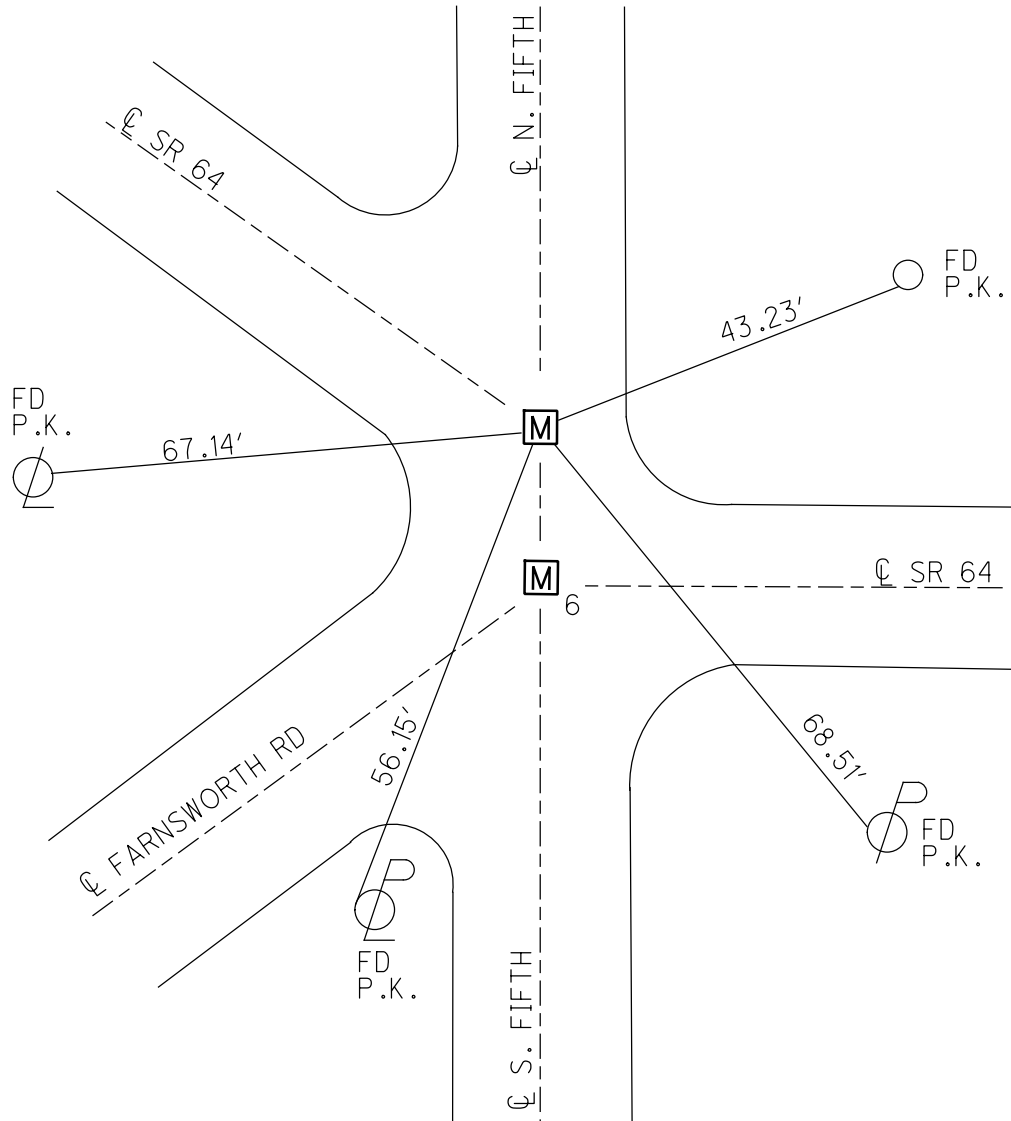 ℄ N. FIFTH
℄ SR 64
FD
P.K.
43.23'
FD
P.K.
67.14'
M
M
6
℄ SR 64
℄ FARNSWORTH RD
56.15'
68.51'
FD
P.K.
FD
P.K.
℄ S. FIFTH